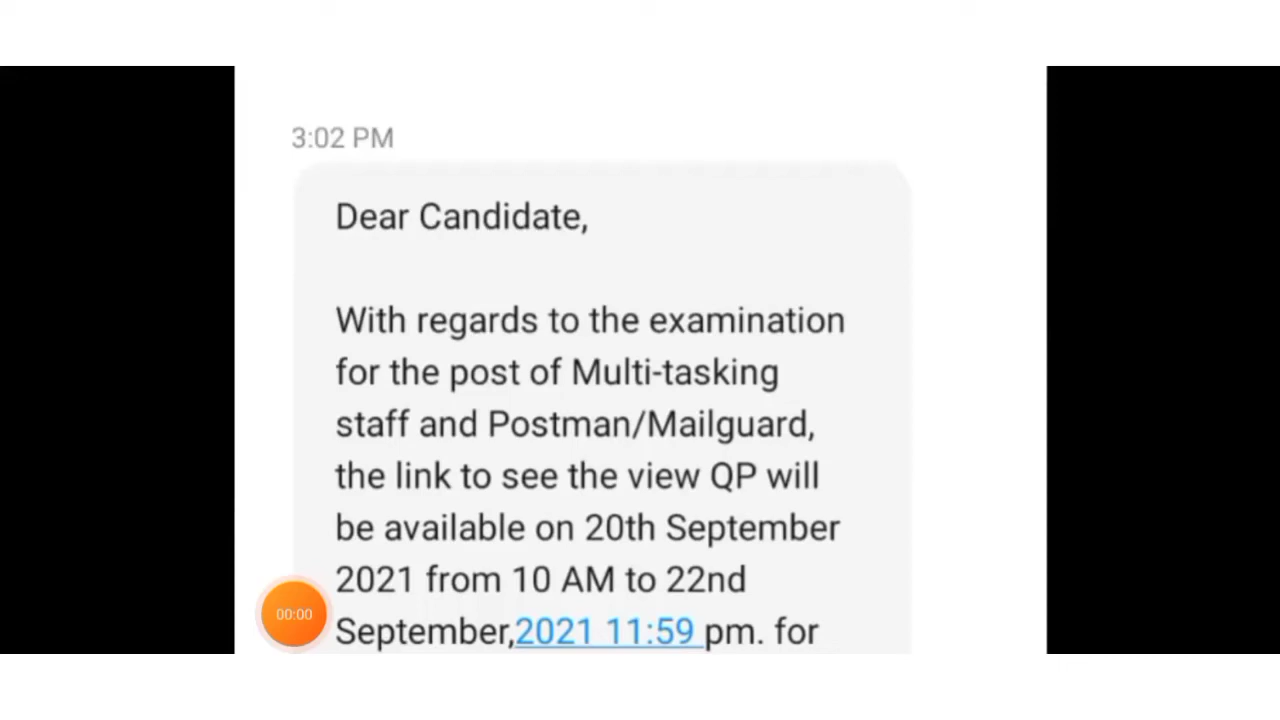 3:02 PM
Dear Candidate,
With regards to the examination
for the post of Multi-tasking
staff and Postman/Mailguard,
the link to see the view QP will
be available on 20th September
2021 from 10 AM to 22nd
00:00
September,2021 11:59 pm. for